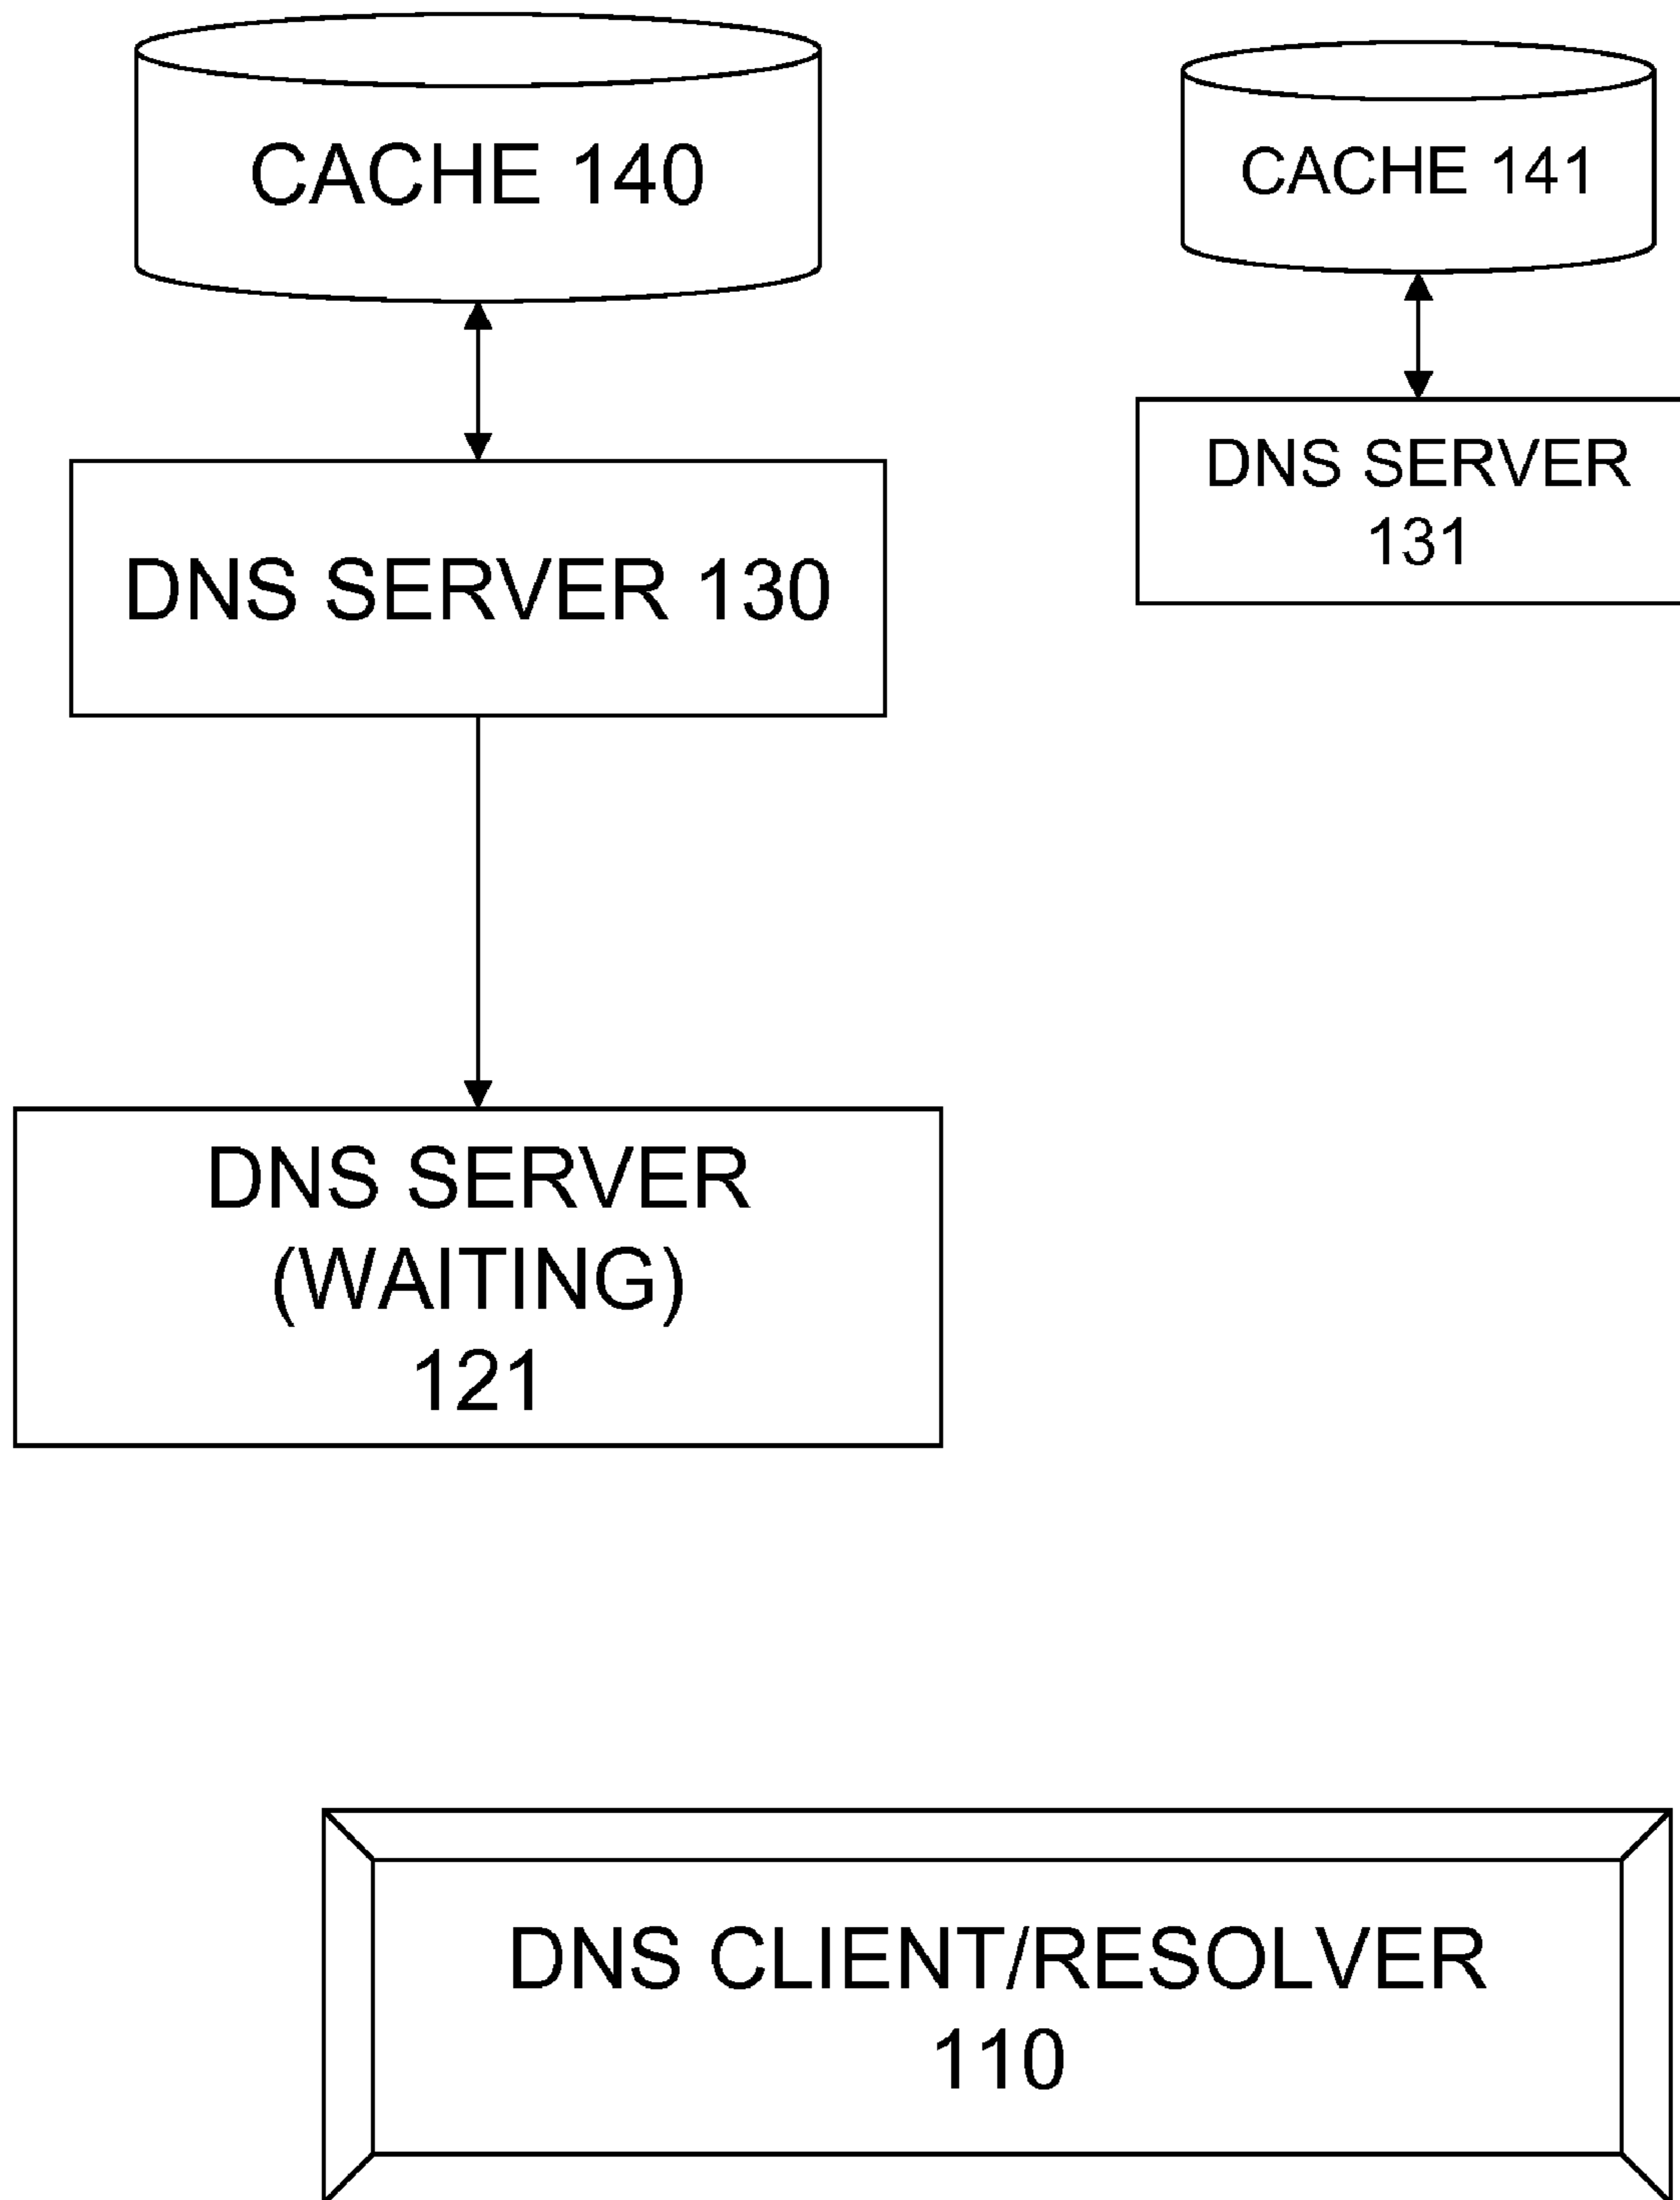 CACHE 140
CACHE 141
DNS SERVER 130
DNS SERVER
131
DNS SERVER
(WAITING)
121
DNS CLIENT/RESOLVER
110